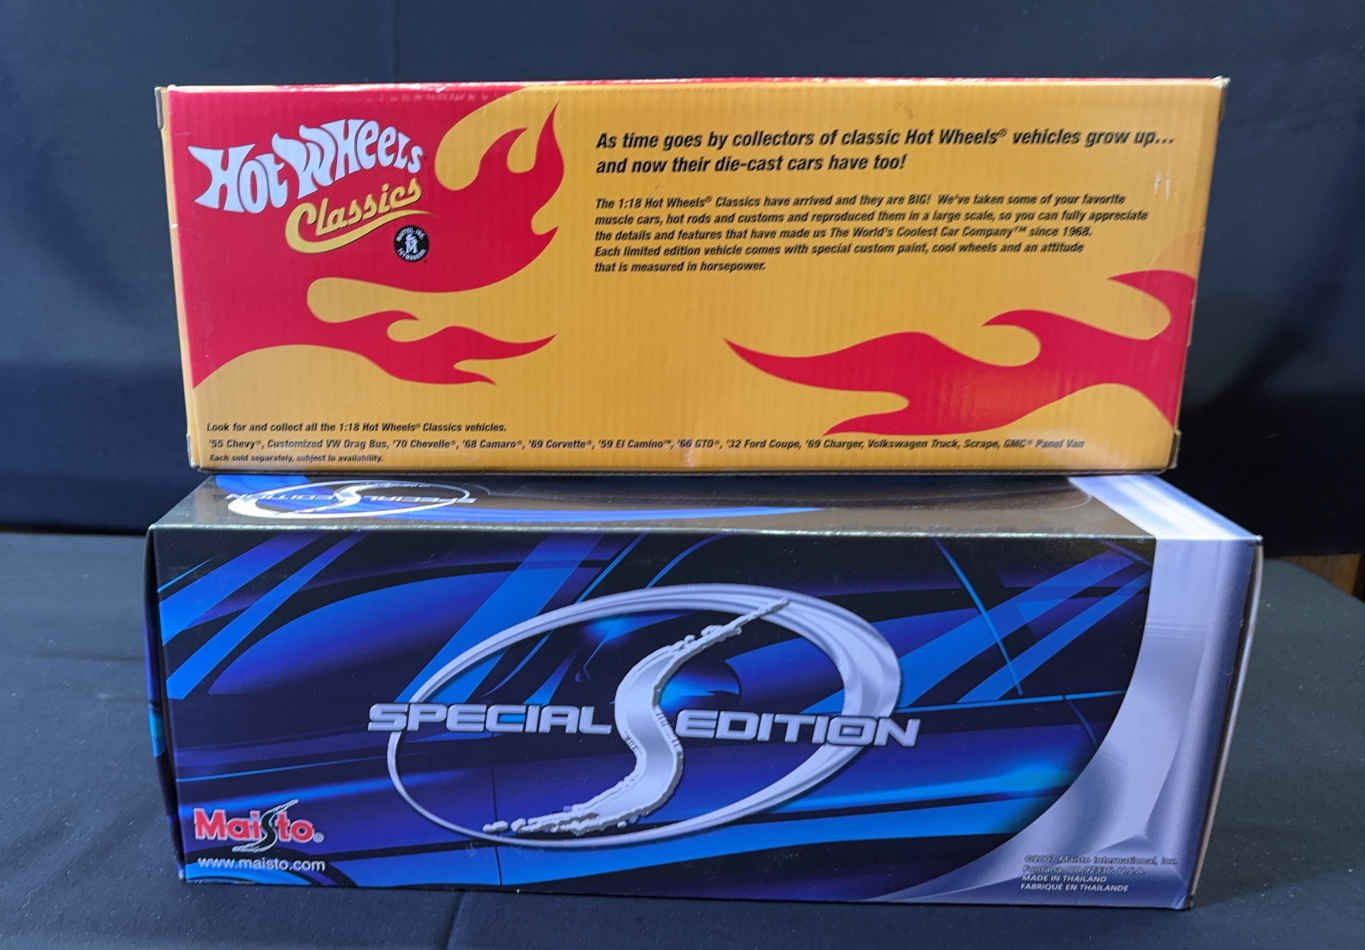 Hot Wheels
Classics
As time goes by collectors of classic Hot Wheels® vehicles grow up...
and now their die-cast cars have too!
The 1:18 Hot Wheels® Classics have arrived and they are BIG! We've taken some of your favorite
muscle cars, hot rods and customs and reproduced them in a large scale, so you can fully appreciate
the details and features that have made us The World's Coolest Car Company™ since 1968.
Each limited edition vehicle comes with special custom paint, cool wheels and an attitude
that is measured in horsepower.
Look for and collect all the 1:18 Hot Wheels® Classics vehicles.
'55 Chevy®, Customized VW Drag Bus, '70 Chevelle®, '68 Camaro®, '69 Corvette®, '59 El Camino™, '66 GTO®, '32 Ford Coupe, '69 Charger, Volkswagen Truck, Scrape, GMC® Panel Van
Each sold separately, subject to availability.
SPECIAL EDITION
SPECIAL EDITION
Maisto®
www.maisto.com
Maisto International, Inc.
MADE IN THAILAND
FABRIQUE EN THAILANDE